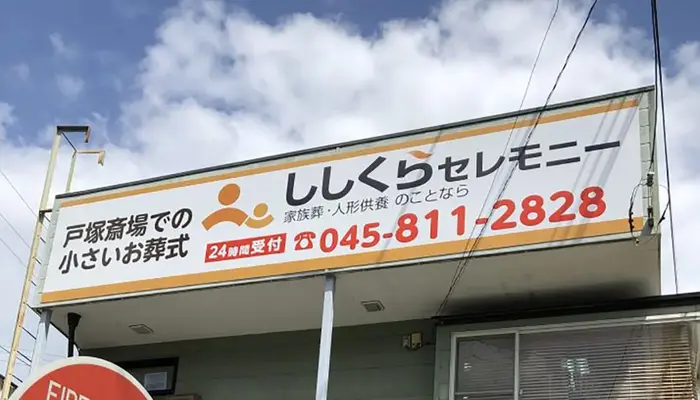 戸塚斎場での
小さいお葬式
ししくらセレモニー
家族葬・人形供養 のことなら
24時間受付 ☎045-811-2828